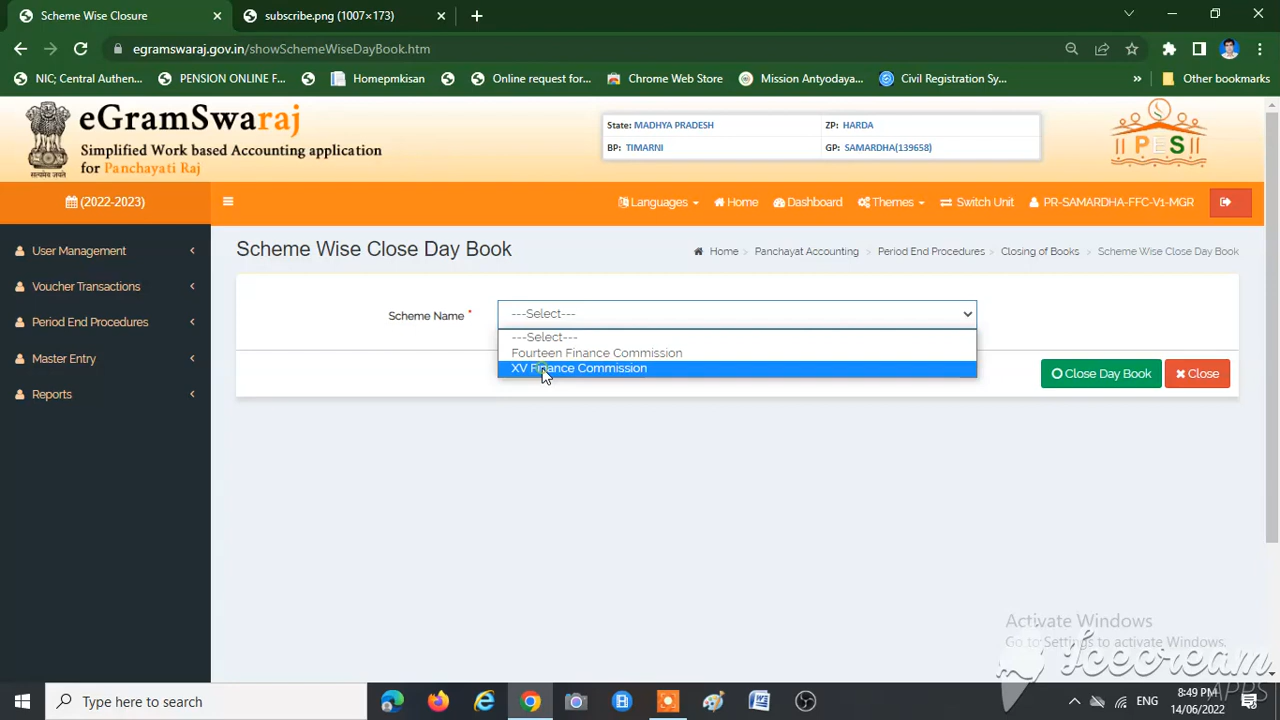 Scheme Wise Closure
subscribe.png (1007×173)
egramswaraj.gov.in/showSchemeWiseDayBook.htm
NIC; Central Authen...
PENSION ONLINE F...
Homepmkisan
Online request for...
Chrome Web Store
Mission Antyodaya...
Civil Registration Sy...
»
Other bookmarks
eGramSwaraj
Simplified Work based Accounting application
for Panchayati Raj
सत्यमेव जयते
State: MADHYA PRADESH
ZP: HARDA
BP: TIMARNI
GP: SAMARDHA(139658)
PES
(2022-2023)
Languages
Home
Dashboard
Themes
Switch Unit
PR-SAMARDHA-FFC-V1-MGR
User Management
Voucher Transactions
Period End Procedures
Master Entry
Reports
Scheme Wise Close Day Book
Home > Panchayat Accounting > Period End Procedures > Closing of Books > Scheme Wise Close Day Book
Scheme Name *
---Select---
---Select---
Fourteen Finance Commission
XV Finance Commission
Close Day Book
Close
Activate Windows
Go to Settings to activate Windows.
Icecream
APPS
Type here to search
ENG
8:49 PM
14/06/2022